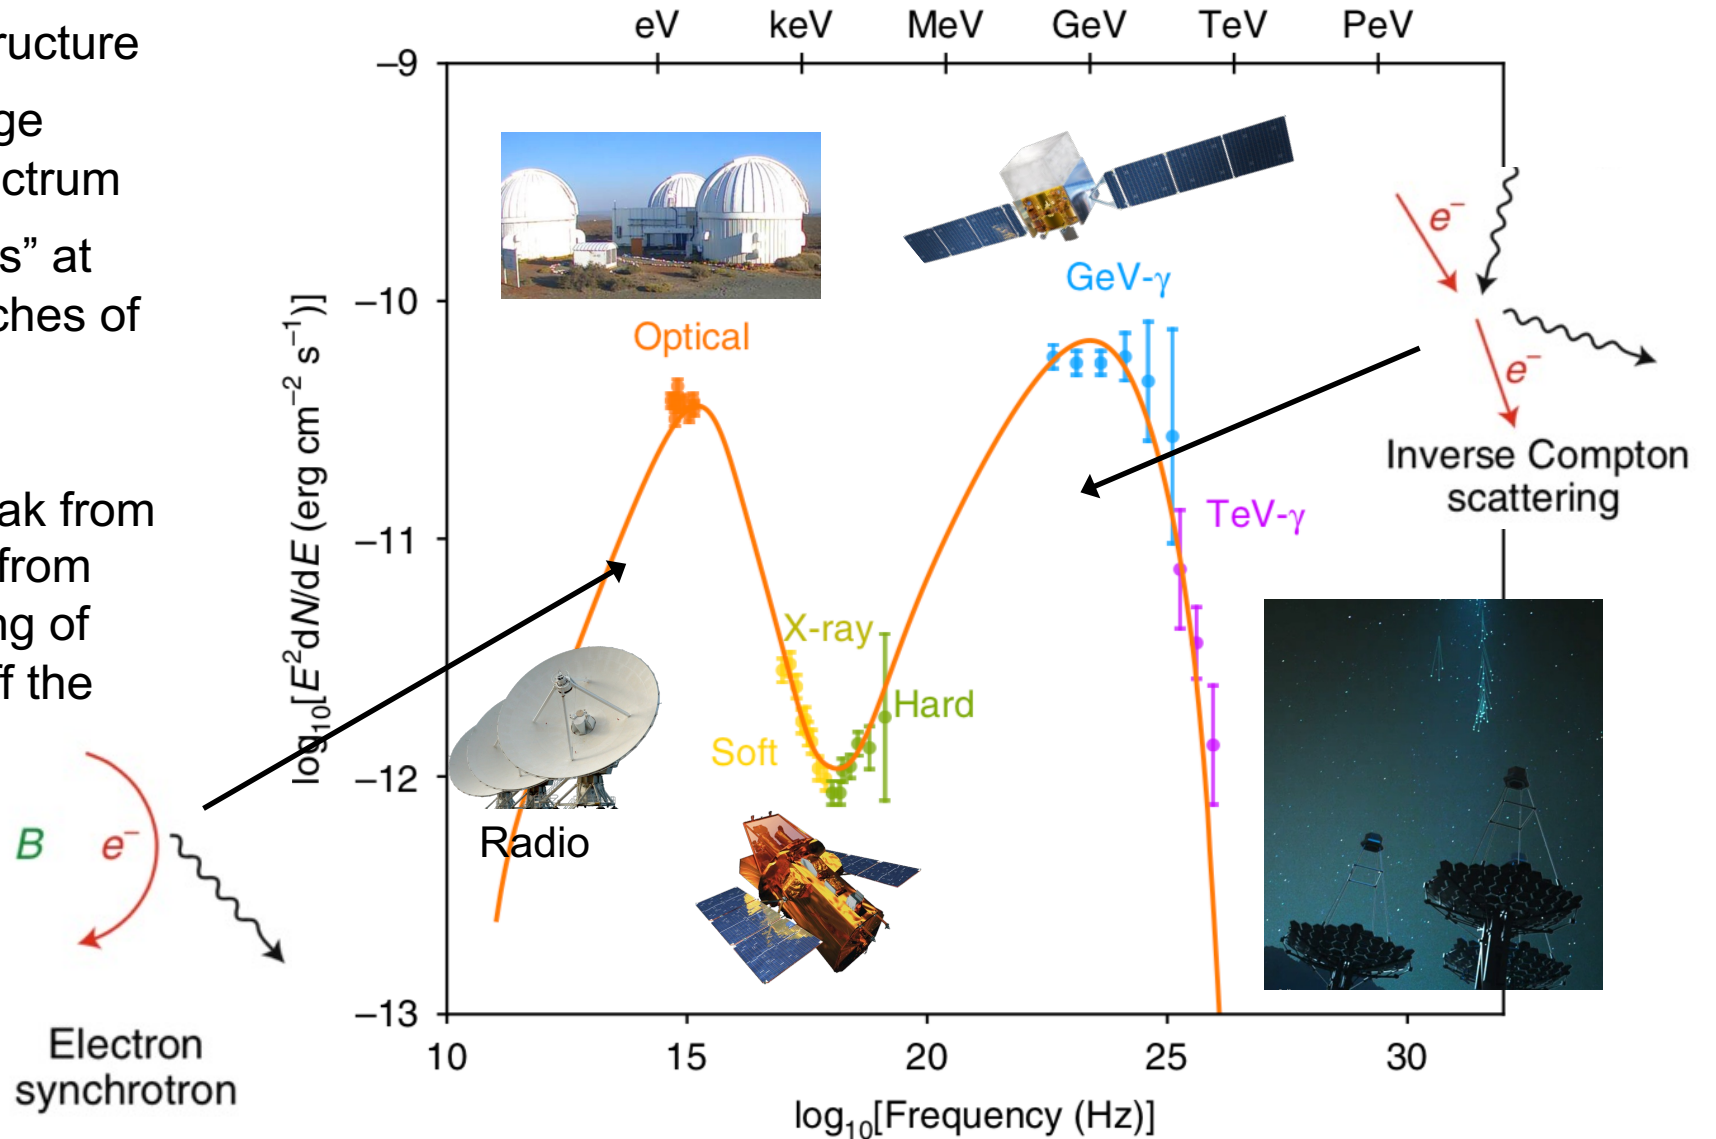 ructure
ge
ctrum
s” at
ches of
ak from
from
ng of
ff the
eV keV MeV GeV TeV PeV
–9
–10
–11
–12
–13
log10[E2dN/dE (erg cm–2 s–1)]
Optical
GeV-γ
TeV-γ
X-ray
Hard
Soft
Radio
e–
e–
Inverse Compton
scattering
B e–
Electron
synchrotron
10 15 20 25 30
log10[Frequency (Hz)]